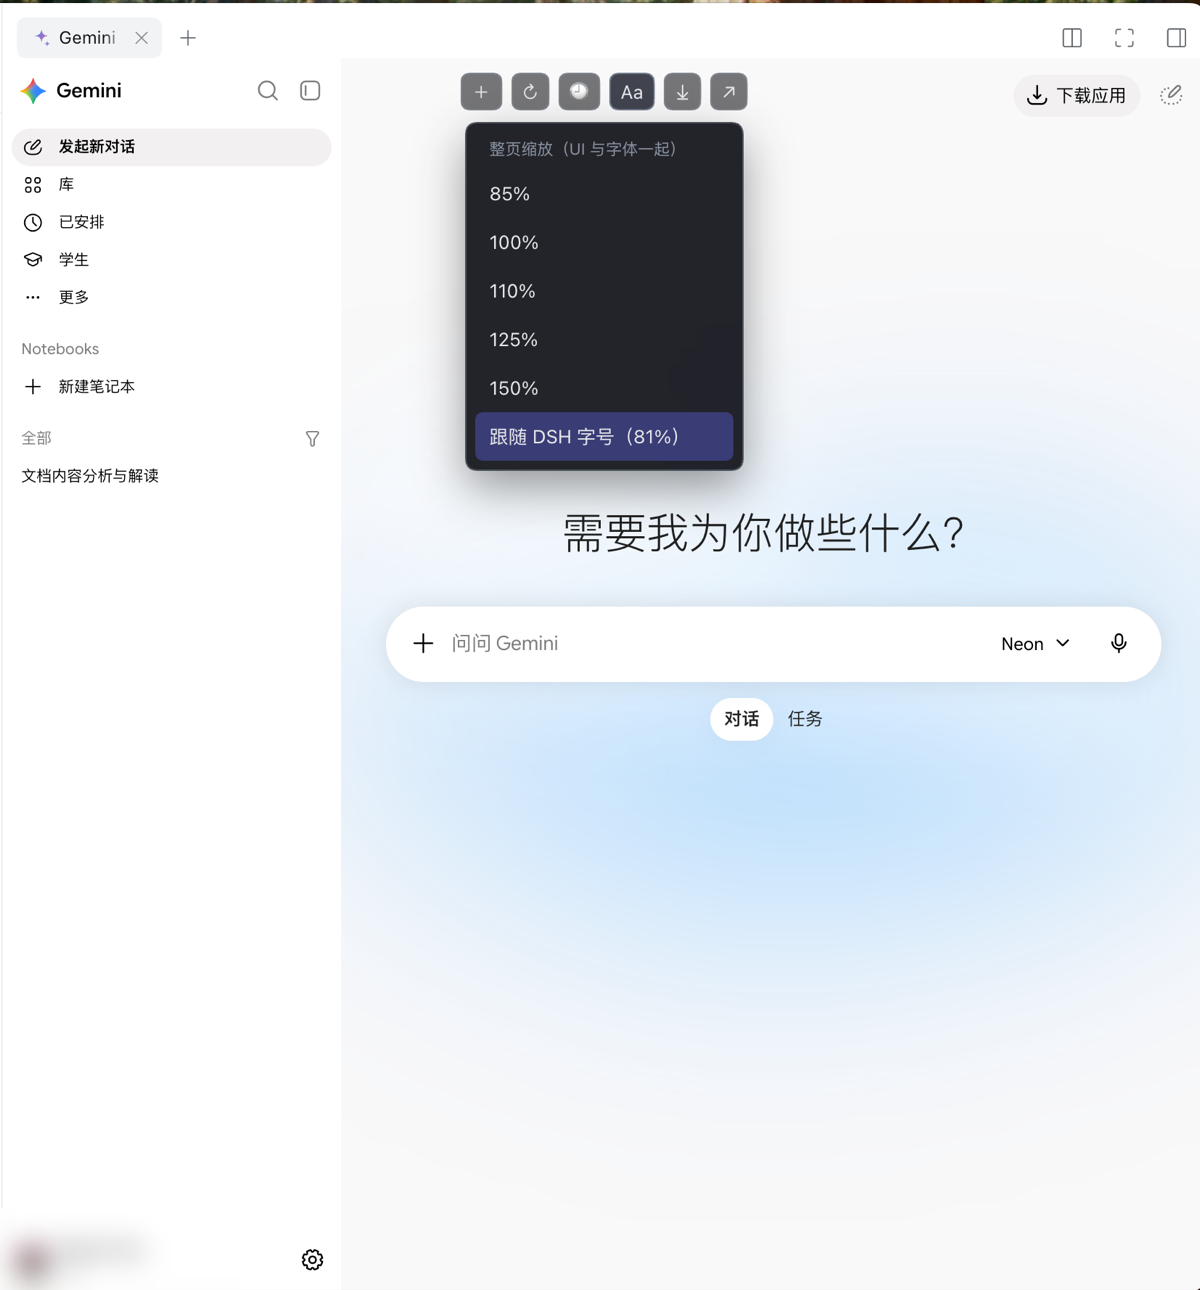 Gemini
Gemini
发起新对话
库
已安排
学生
更多
Notebooks
新建笔记本
全部
文档内容分析与解读
Aa
下载应用
整页缩放（UI 与字体一起）
85%
100%
110%
125%
150%
跟随 DSH 字号（81%）
需要我为你做些什么？
问问 Gemini
Neon
对话
任务